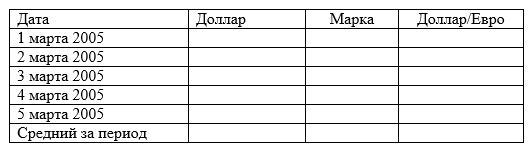 Дата Доллар Марка Доллар/Евро
1 марта 2005
2 марта 2005
3 марта 2005
4 марта 2005
5 марта 2005
Средний за период